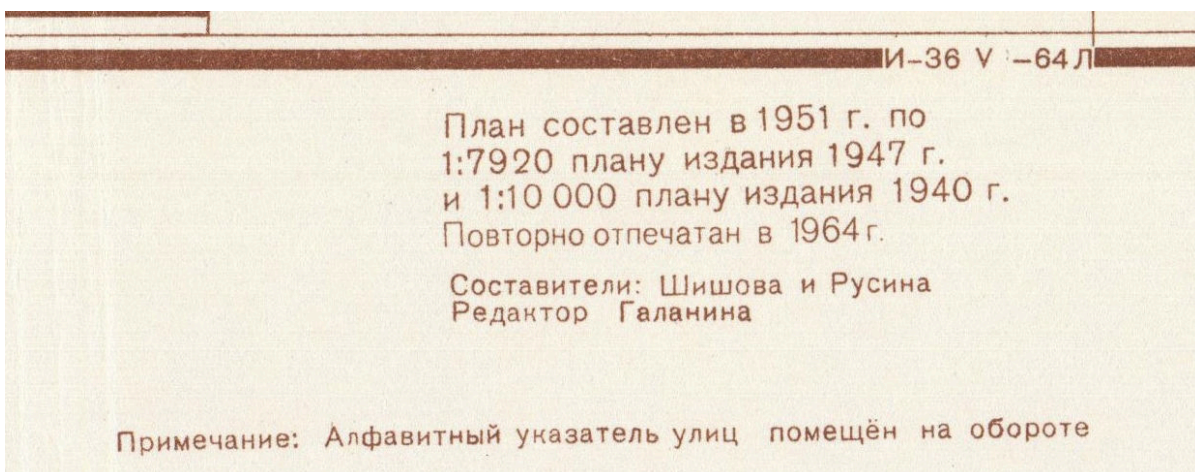 И-36 V -64 Л
План составлен в 1951 г. по
1:7920 плану издания 1947 г.
и 1:10 000 плану издания 1940 г.
Повторно отпечатан в 1964 г.
Составители: Шишова и Русина
Редактор Галанина
Примечание: Алфавитный указатель улиц помещён на обороте